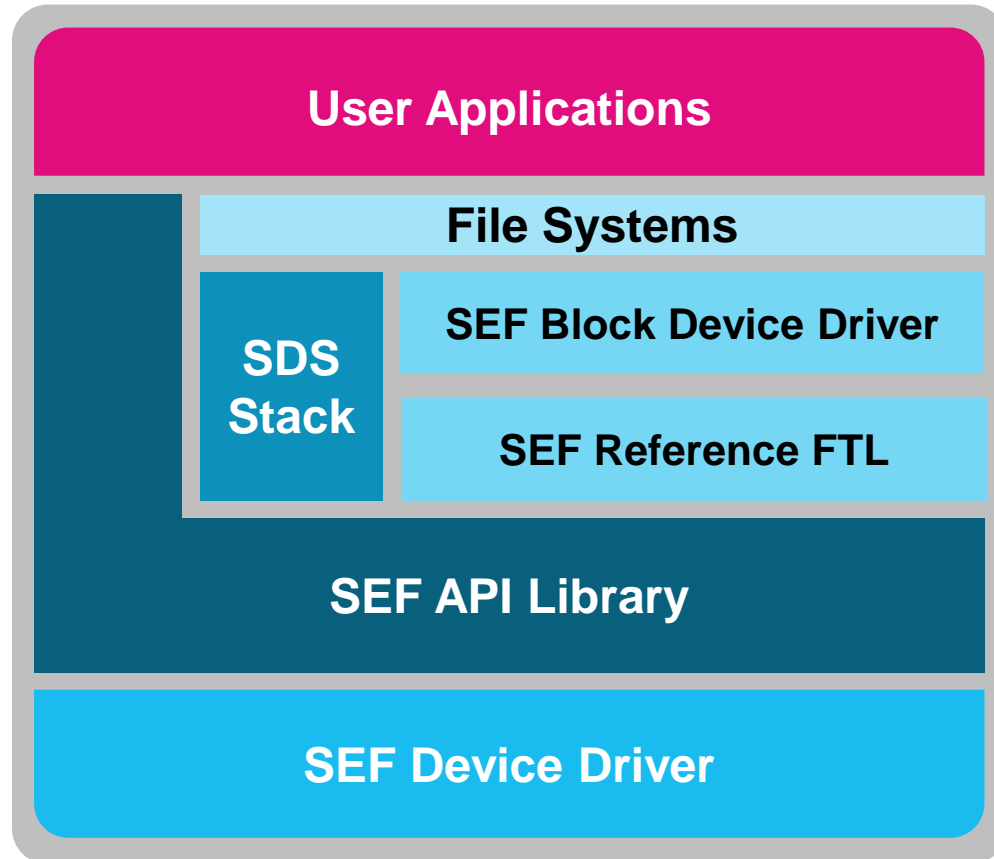 User Applications
File Systems
SDS
Stack
SEF Block Device Driver
SEF Reference FTL
SEF API Library
SEF Device Driver